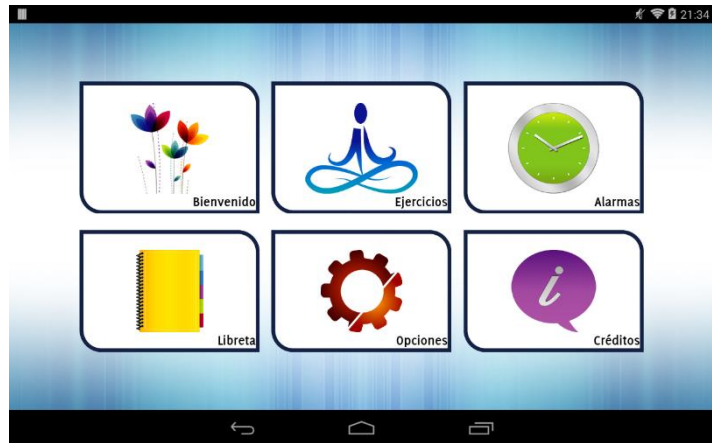 21:34
Bienvenido
Ejercicios
Alarmas
Libreta
Opciones
i
Créditos